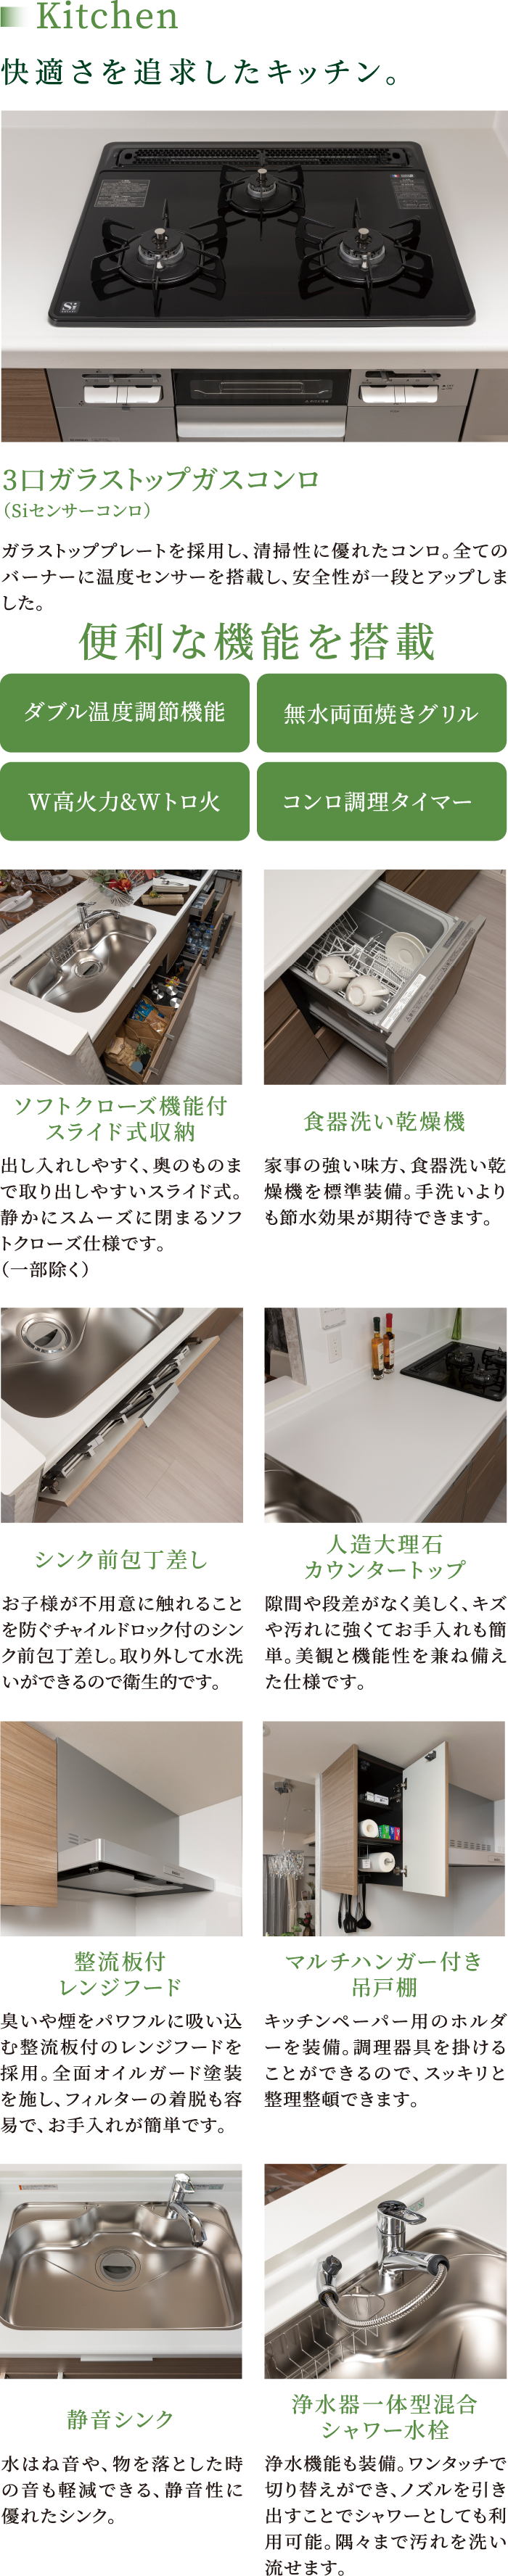 Kitchen
快適さを追求したキッチン。
Si
3口ガラストップガスコンロ
（Siセンサーコンロ）
ガラストッププレートを採用し、清掃性に優れたコンロ。全ての
バーナーに温度センサーを搭載し、安全性が一段とアップしま
した。
便利な機能を搭載
ダブル温度調節機能
無水両面焼きグリル
W高火力&Wトロ火
コンロ調理タイマー
ソフトクローズ機能付
スライド式収納
出し入れしやすく、奥のものま
で取り出しやすいスライド式。
静かにスムーズに閉まるソフ
トクローズ仕様です。
（一部除く）
食器洗い乾燥機
家事の強い味方、食器洗い乾
燥機を標準装備。手洗いより
も節水効果が期待できます。
シンク前包丁差し
お子様が不用意に触れること
を防ぐチャイルドロック付のシン
ク前包丁差し。取り外して水洗
いができるので衛生的です。
人造大理石
カウンタートップ
隙間や段差がなく美しく、キズ
や汚れに強くてお手入れも簡
単。美観と機能性を兼ね備え
た仕様です。
整流板付
レンジフード
臭いや煙をパワフルに吸い込
む整流板付のレンジフードを
採用。全面オイルガード塗装
を施し、フィルターの着脱も容
易で、お手入れが簡単です。
マルチハンガー付き
吊戸棚
キッチンペーパー用のホルダ
ーを装備。調理器具を掛ける
ことができるので、スッキリと
整理整頓できます。
静音シンク
水はね音や、物を落とした時
の音も軽減できる、静音性に
優れたシンク。
浄水器一体型混合
シャワー水栓
浄水機能も装備。ワンタッチで
切り替えができ、ノズルを引き
出すことでシャワーとしても利
用可能。隅々まで汚れを洗い
流せます。